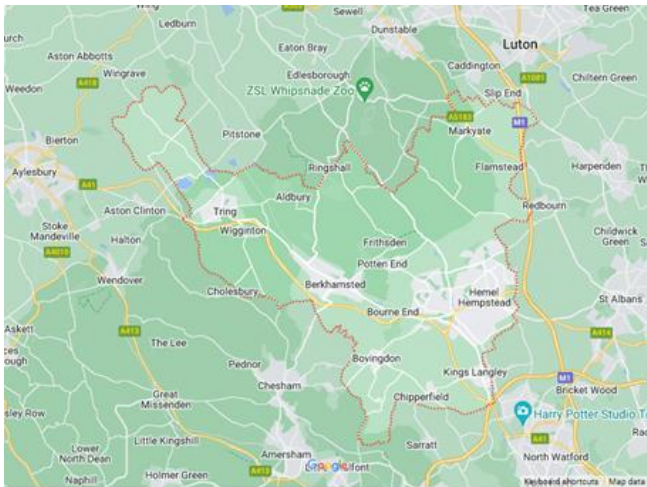 Wing
Ledburn
Sewell
Tea Green
urch
Dunstable
Aston Abbotts
Eaton Bray
Luton
A418
Wingrave
Edlesborough
Caddington
A1081
Weedon
ZSL Whipsnade Zoo
Chiltern Green
Slip End
A5183
M1
Bierton
Pitstone
Markyate
Ringshall
Flamstead
Harpenden
Aylesbury
A41
Aldbury
Aston Clinton
Tring
Redbourn
Stoke
Mandeville
Wigginton
Frithsden
Childwick
Green
Halton
A4010
Potten End
Wendover
Berkhamsted
Hemel
Hempstead
Cholesbury
Bourne End
St Albans
Askett
A413
The Lee
A414
ces
orough
Bovingdon
Pednor
Kings Langley
M1
Chesham
Bricket Wood
Great
Missenden
Chipperfield
Harry Potter Studio T
sley Row
Little Kingshill
Sarratt
A41
Lower
North Dean
Amersham
North Watford
Naphill
Holmer Green
A413
Google
lfont
Keyboard shortcuts
Map data